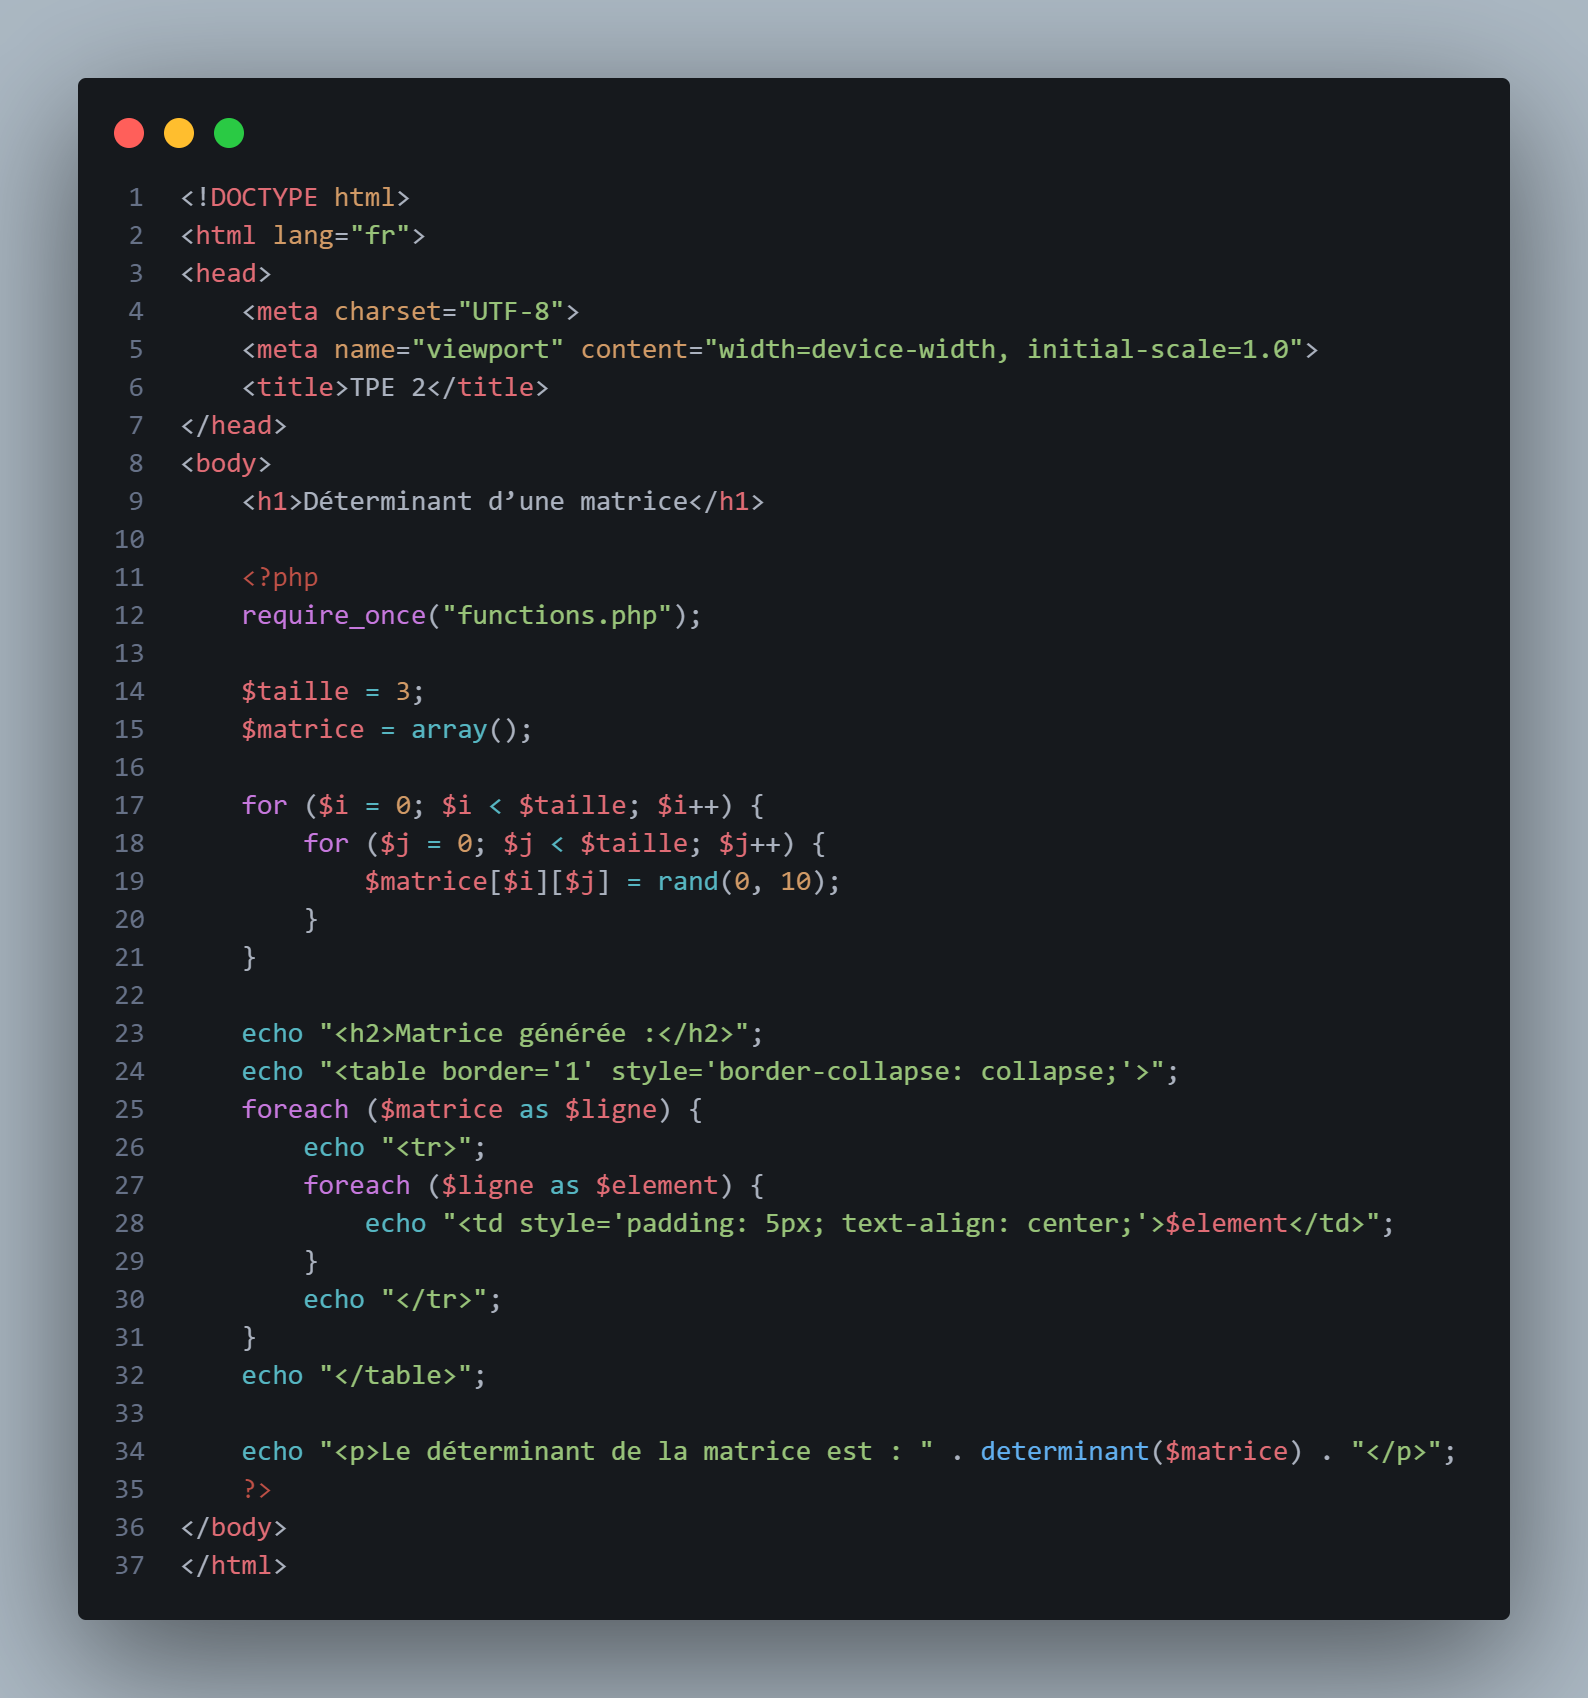 1 <!DOCTYPE html>
2 <html lang="fr">
3 <head>
4     <meta charset="UTF-8">
5     <meta name="viewport" content="width=device-width, initial-scale=1.0">
6     <title>TPE 2</title>
7 </head>
8 <body>
9     <h1>Déterminant d’une matrice</h1>
10
11     <?php
12     require_once("functions.php");
13
14     $taille = 3;
15     $matrice = array();
16
17     for ($i = 0; $i < $taille; $i++) {
18         for ($j = 0; $j < $taille; $j++) {
19             $matrice[$i][$j] = rand(0, 10);
20         }
21     }
22
23     echo "<h2>Matrice générée :</h2>";
24     echo "<table border='1' style='border-collapse: collapse;'>";
25     foreach ($matrice as $ligne) {
26         echo "<tr>";
27         foreach ($ligne as $element) {
28             echo "<td style='padding: 5px; text-align: center;'>$element</td>";
29         }
30         echo "</tr>";
31     }
32     echo "</table>";
33
34     echo "<p>Le déterminant de la matrice est : " . determinant($matrice) . "</p>";
35     ?>
36 </body>
37 </html>